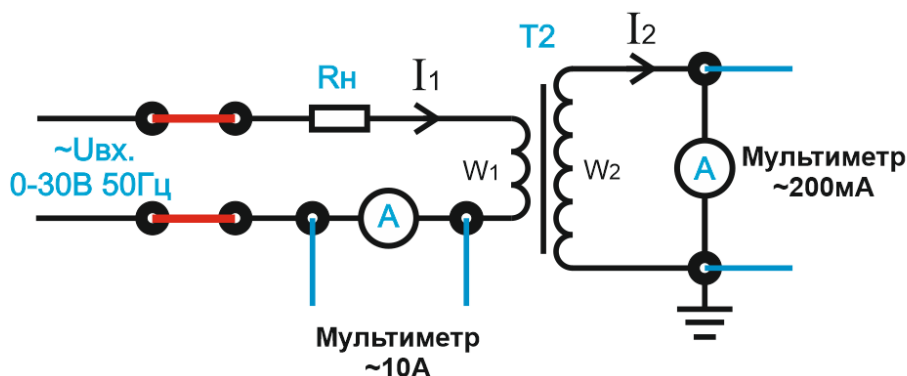 T2
I1
I2
Rн
~Uвх.
0-30В 50Гц
W1
W2
A
Мультиметр
~200мА
A
Мультиметр
~10А